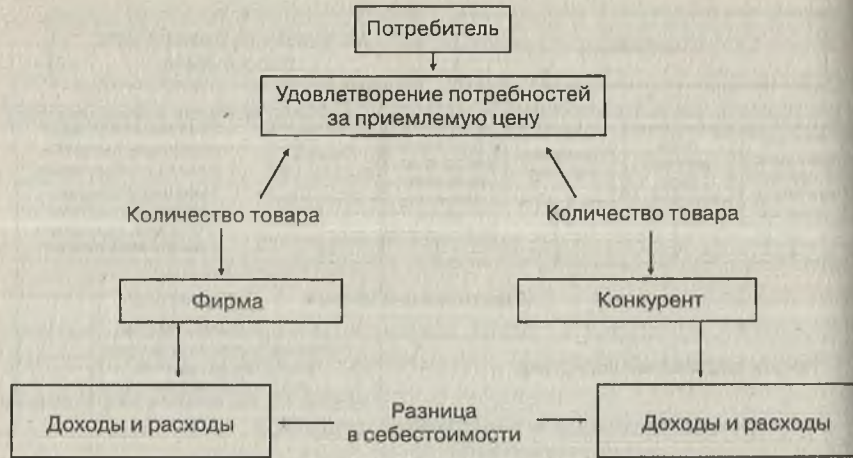 Потребитель
Удовлетворение потребностей
за приемлемую цену
Количество товара
Количество товара
Фирма
Конкурент
Доходы и расходы
Разница
в себестоимости
Доходы и расходы